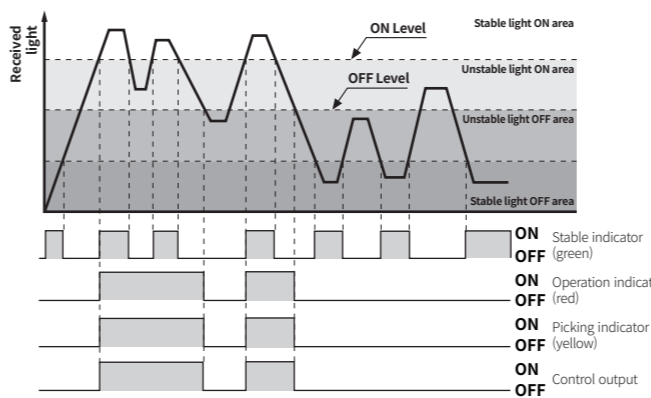 Received
light
Stable light ON area
ON Level
Unstable light ON area
OFF Level
Unstable light OFF area
Stable light OFF area
ON
OFF
Stable indicator
(green)
ON
OFF
Operation indicat
(red)
ON
OFF
Picking indicator
(yellow)
ON
OFF
Control output